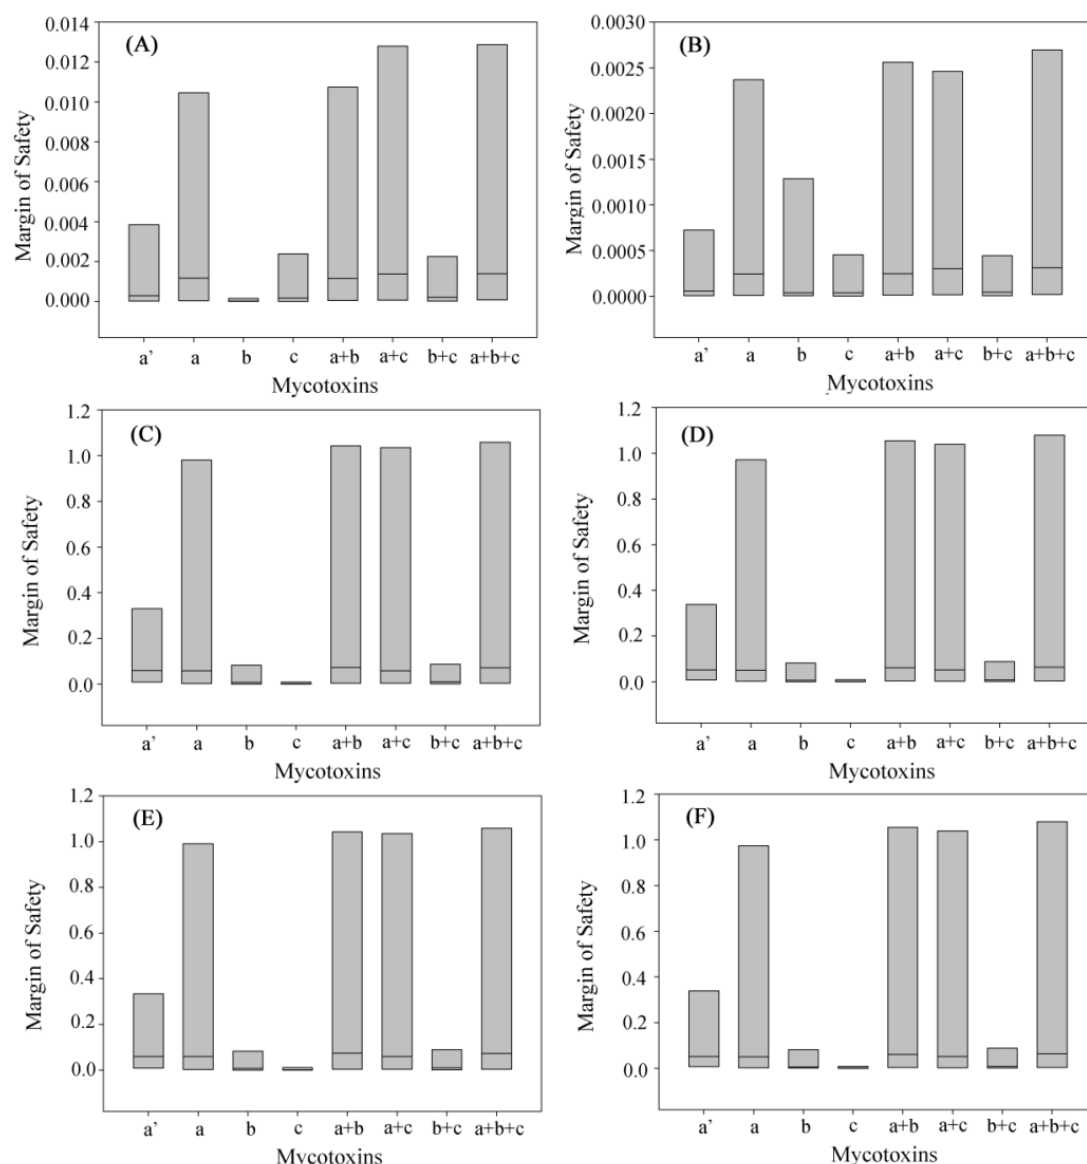 (A)
Margin of Safety
0.014
0.012
0.010
0.008
0.006
0.004
0.002
0.000
a’ a b c a+b a+c b+c a+b+c
Mycotoxins
(B)
Margin of Safety
0.0030
0.0025
0.0020
0.0015
0.0010
0.0005
0.0000
a’ a b c a+b a+c b+c a+b+c
Mycotoxins
(C)
Margin of Safety
1.2
1.0
0.8
0.6
0.4
0.2
0.0
a’ a b c a+b a+c b+c a+b+c
Mycotoxins
(D)
Margin of Safety
1.2
1.0
0.8
0.6
0.4
0.2
0.0
a’ a b c a+b a+c b+c a+b+c
Mycotoxins
(E)
Margin of Safety
1.2
1.0
0.8
0.6
0.4
0.2
0.0
a’ a b c a+b a+c b+c a+b+c
Mycotoxins
(F)
Margin of Safety
1.2
1.0
0.8
0.6
0.4
0.2
0.0
a’ a b c a+b a+c b+c a+b+c
Mycotoxins